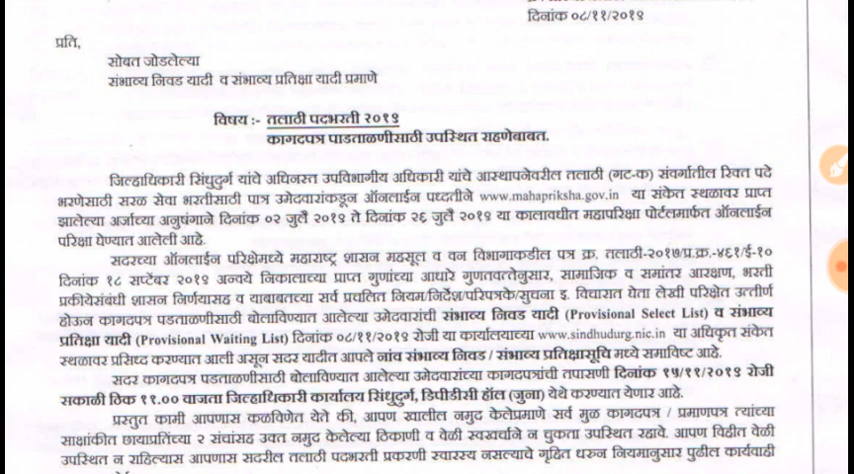 दिनांक ०८/११/२०१९
प्रति,
सोबत जोडलेल्या
संभाव्य निवड यादी व संभाव्य प्रतिक्षा यादी प्रमाणे
विषय :- तलाठी पदभरती २०१९
कागदपत्र पाडताळणीसाठी उपस्थित राहणेबाबत.
जिल्हाधिकारी सिंधुदुर्ग यांचे अधिनस्त उपविभागीय अधिकारी यांचे आस्थापनेवरील तलाठी (गट-क) संवर्गातील रिक्त पदे
भरणेसाठी सरळ सेवा भरतीसाठी पात्र उमेदवारांकडून ऑनलाईन पध्दतीने www.mahapriksha.gov.in या संकेत स्थळावर प्राप्त
झालेल्या अर्जाच्या अनुषंगाने दिनांक ०२ जुलै २०१९ ते दिनांक २६ जुलै २०१९ या कालावधीत महापरिक्षा पोर्टलमार्फत ऑनलाईन
परिक्षा घेण्यात आलेली आहे.
सदरच्या ऑनलाईन परिक्षेमध्ये महाराष्ट्र शासन महसूल व वन विभागाकडील पत्र क्र. तलाठी-२०१७/प्र.क्र.-४६१/ई-१०
दिनांक १८ सप्टेंबर २०१९ अन्वये निकालाच्या प्राप्त गुणांच्या आधारे गुणतवत्तेनुसार, सामाजिक व समांतर आरक्षण, भरती
प्रकीयेसंबंधी शासन निर्णयासह व याबाबतच्या सर्व प्रचलित नियम/निर्देश/परिपत्रके/सुचना इ. विचारात घेता लेखी परिक्षेत उत्तीर्ण
होऊन कागदपत्र पडताळणीसाठी बोलाविण्यात आलेल्या उमेदवारांची संभाव्य निवड यादी (Provisional Select List) व संभाव्य
प्रतिक्षा यादी (Provisional Waiting List) दिनांक ०८/११/२०१९ रोजी या कार्यालयाच्या www.sindhudurg.nic.in या अधिकृत संकेत
स्थळावर प्रसिध्द करण्यात आली असून सदर यादीत आपले नांव संभाव्य निवड / संभाव्य प्रतिक्षासूचि मध्ये समाविष्ट आहे.
सदर कागदपत्र पडताळणीसाठी बोलाविण्यात आलेल्या उमेदवारांच्या कागदपत्रांची तपासणी दिनांक १५/११/२०१९ रोजी
सकाळी ठिक ११.०० वाजता जिल्हाधिकारी कार्यालय सिंधुदुर्ग, डिपीडीसी हॉल (जुना) येथे करण्यात येणार आहे.
प्रस्तुत कामी आपणास कळविणेत येते की, आपण खालील नमुद केलेप्रमाणे सर्व मुळ कागदपत्र / प्रमाणपत्र त्यांच्या
साक्षांकीत छायाप्रतिंच्या २ संचांसह उक्त नमुद केलेल्या ठिकाणी व वेळी स्वखर्चाने न चुकता उपस्थित रहावे. आपण विहीत वेळी
उपस्थित न राहिल्यास आपणास सदरील तलाठी पदभरती प्रकरणी स्वारस्य नसल्याचे गृहित धरुन नियमानुसार पुढील कार्यवाही